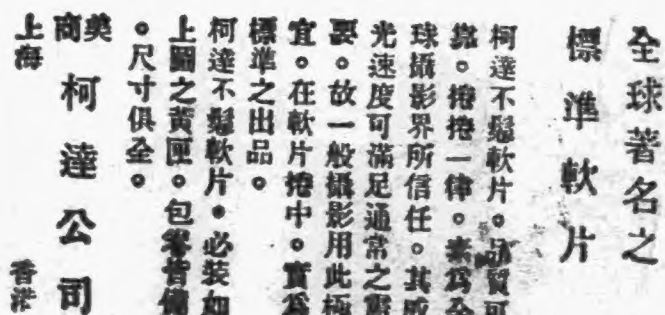 全球著名之
標準軟片
柯達不鬈軟片。品質可
靠。捲捲一律。素爲全
球攝影界所信任。其感
光速度可滿足通常之需
要。故一般攝影用此極
宜。在軟片捲中。實爲
標準之出品。
柯達不鬈軟片。必裝如
上圖之黃匣。包皆備
。尺寸俱全。
美商 柯達公司
上海 香港